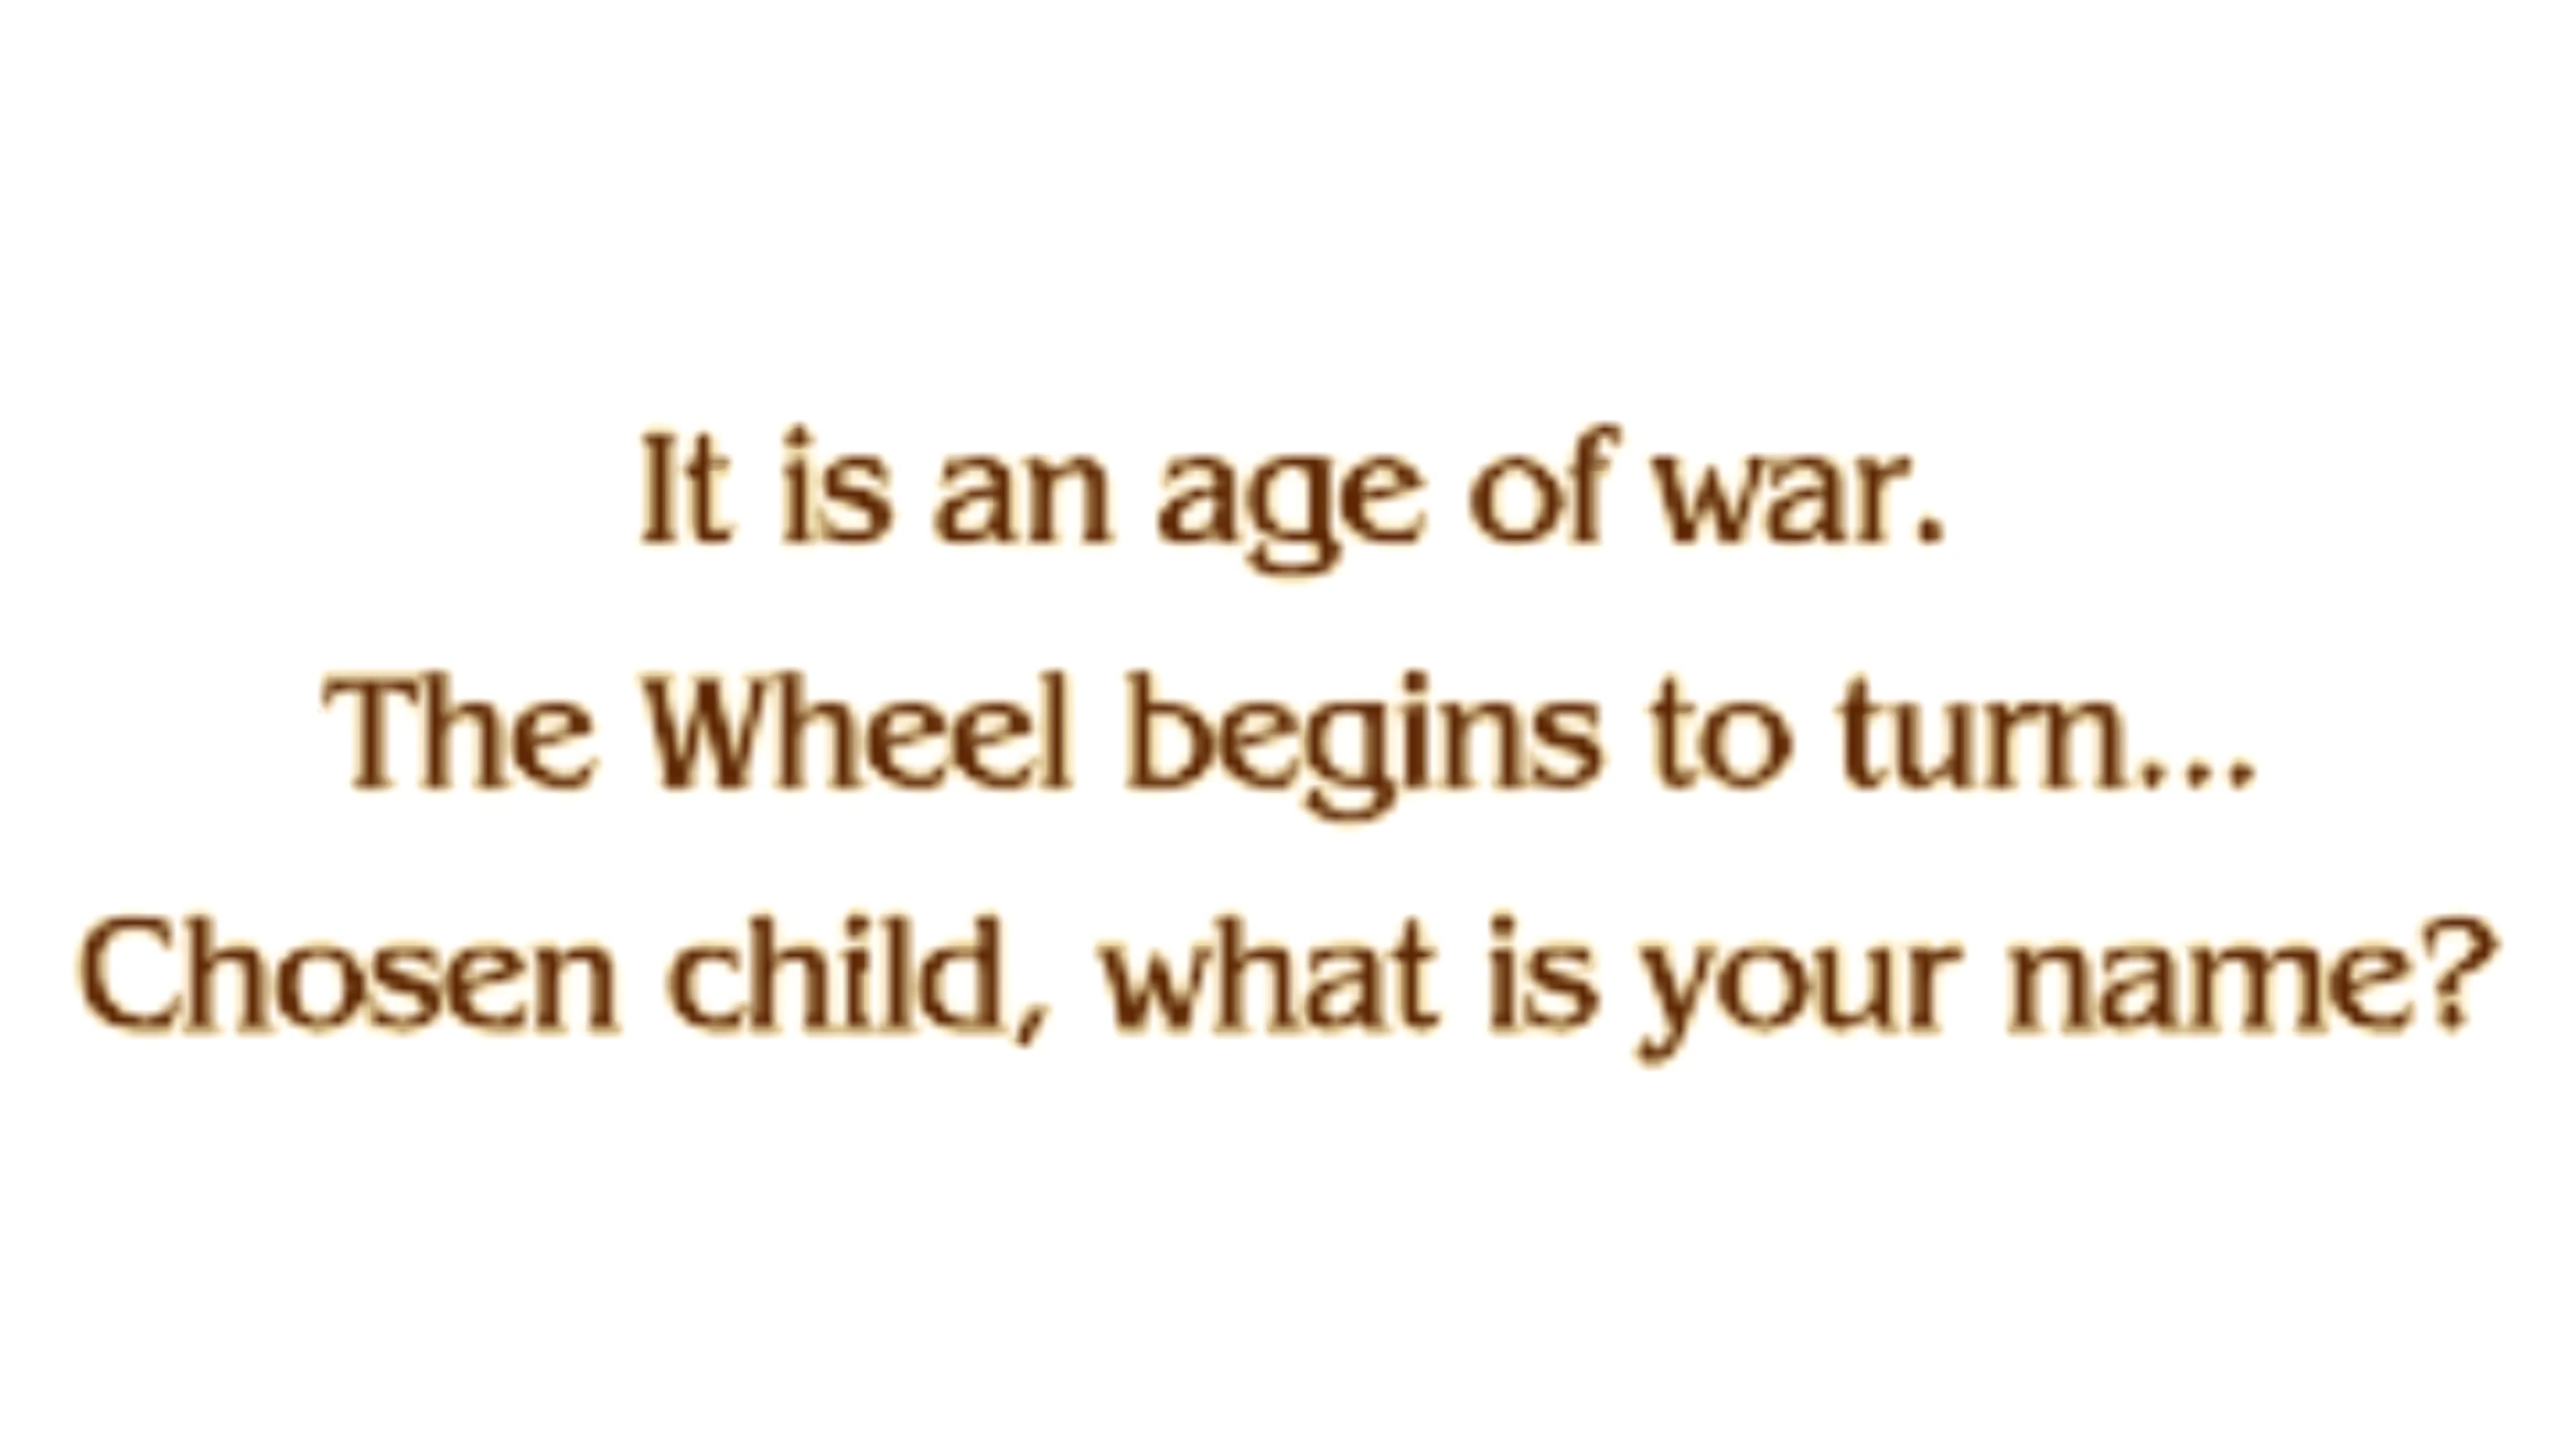 It is an age of war.
The Wheel begins to turn...
Chosen child, what is your name?